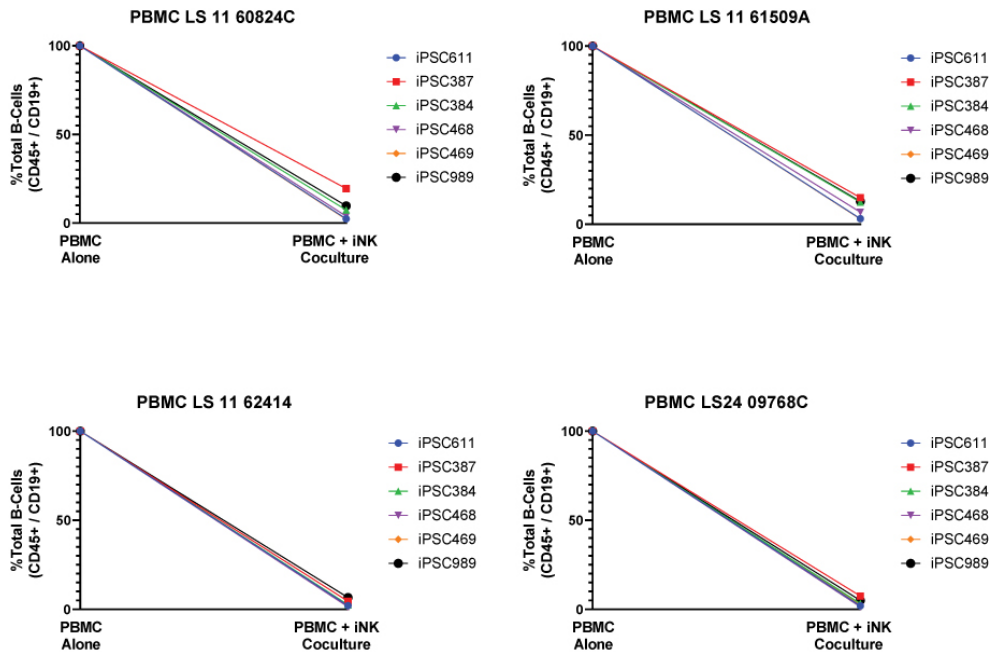 PBMC LS 11 60824C
%Total B-Cells
(CD45+ / CD19+)
100
50
0
PBMC
Alone
PBMC + iNK
Coculture
iPSC611
iPSC387
iPSC384
iPSC468
iPSC469
iPSC989
PBMC LS 11 61509A
%Total B-Cells
(CD45+ / CD19+)
100
50
0
PBMC
Alone
PBMC + iNK
Coculture
iPSC611
iPSC387
iPSC384
iPSC468
iPSC469
iPSC989
PBMC LS 11 62414
%Total B-Cells
(CD45+ / CD19+)
100
50
0
PBMC
Alone
PBMC + iNK
Coculture
iPSC611
iPSC387
iPSC384
iPSC468
iPSC469
iPSC989
PBMC LS24 09768C
%Total B-Cells
(CD45+ / CD19+)
100
50
0
PBMC
Alone
PBMC + iNK
Coculture
iPSC611
iPSC387
iPSC384
iPSC468
iPSC469
iPSC989